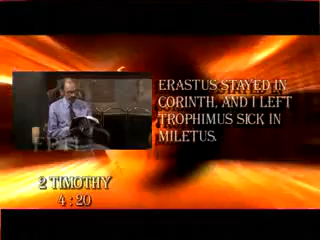 ERASTUS STAYED IN
CORINTH, AND I LEFT
TROPHIMUS SICK IN
MILETUS.
2 TIMOTHY
4 : 20